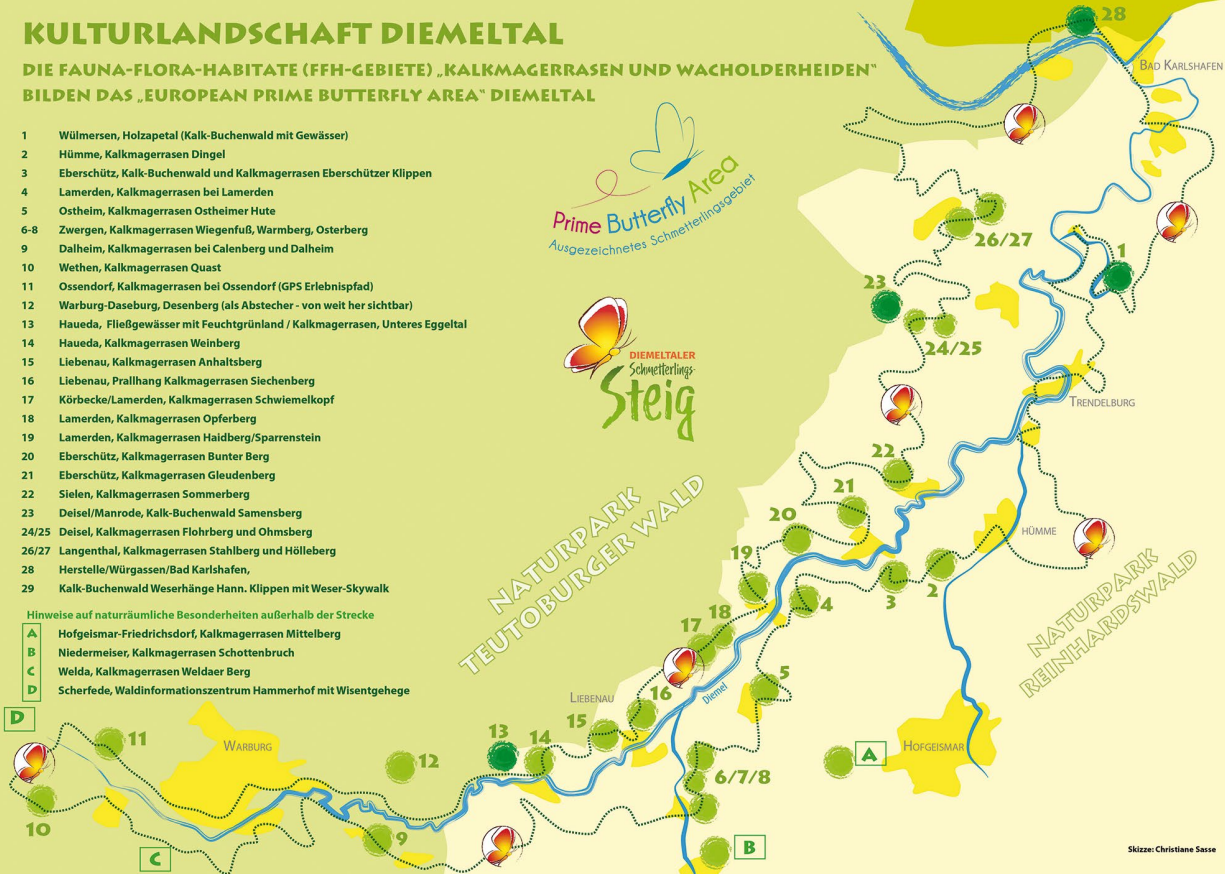 KULTURLANDSCHAFT DIEMELTAL
DIE FAUNA-FLORA-HABITATE (FFH-GEBIETE) „KALKMAGERRASEN UND WACHOLDERHEIDEN"
BILDEN DAS „EUROPEAN PRIME BUTTERFLY AREA" DIEMELTAL
1 Wülmersen, Holzapetal (Kalk-Buchenwald mit Gewässer)
2 Hümme, Kalkmagerrasen Dingel
3 Eberschütz, Kalk-Buchenwald und Kalkmagerrasen Eberschützer Klippen
4 Lamerden, Kalkmagerrasen bei Lamerden
5 Ostheim, Kalkmagerrasen Ostheimer Hute
6-8 Zwergen, Kalkmagerrasen Wiegenfuß, Warmberg, Osterberg
9 Dalheim, Kalkmagerrasen bei Calenberg und Dalheim
10 Wethen, Kalkmagerrasen Quast
11 Ossendorf, Kalkmagerrasen bei Ossendorf (GPS Erlebnispfad)
12 Warburg-Daseburg, Desenberg (als Abstecher - von weit her sichtbar)
13 Haueda, Fließgewässer mit Feuchtgrünland / Kalkmagerrasen, Unteres Eggeltal
14 Haueda, Kalkmagerrasen Weinberg
15 Liebenau, Kalkmagerrasen Anhaltsberg
16 Liebenau, Prallhang Kalkmagerrasen Siechenberg
17 Körbecke/Lamerden, Kalkmagerrasen Schwiemelkopf
18 Lamerden, Kalkmagerrasen Opferberg
19 Lamerden, Kalkmagerrasen Haidberg/Sparrenstein
20 Eberschütz, Kalkmagerrasen Bunter Berg
21 Eberschütz, Kalkmagerrasen Gleudenberg
22 Sielen, Kalkmagerrasen Sommerberg
23 Deisel/Manrode, Kalk-Buchenwald Samensberg
24/25 Deisel, Kalkmagerrasen Flohrberg und Ohmsberg
26/27 Langenthal, Kalkmagerrasen Stahlberg und Hölleberg
28 Herstelle/Würgassen/Bad Karlshafen,
29 Kalk-Buchenwald Weserhänge Hann. Klippen mit Weser-Skywalk
Hinweise auf naturräumliche Besonderheiten außerhalb der Strecke
A Hofgeismar-Friedrichsdorf, Kalkmagerrasen Mittelberg
B Niedermeiser, Kalkmagerrasen Schottenbruch
C Welda, Kalkmagerrasen Weldaer Berg
D Scherfede, Waldinformationszentrum Hammerhof mit Wisentgehege
Prime Butterfly Area
Ausgezeichnetes Schmetterlingsgebiet
DIEMELTALER
Schmetterlings-
Steig
NATURPARK
TEUTOBURGER WALD
NATURPARK
REINHARDSWALD
28
BAD KARLSHAFEN
26/27
1
23
24/25
TRENDELBURG
22
21
20
HÜMME
19
2
3
4
18
17
5
16
LIEBENAU
Diemel
15
D
13
14
11
WARBURG
12
6/7/8
A
HOFGEISMAR
10
9
C
B
Skizze: Christiane Sasse